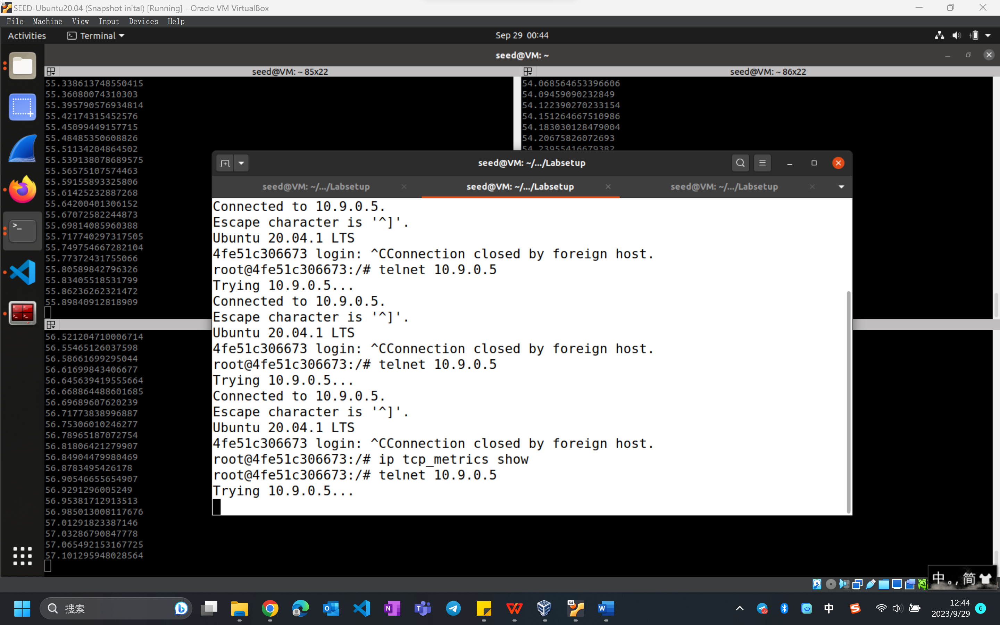 SEED-Ubuntu20.04 (Snapshot inital) [Running] - Oracle VM VirtualBox
File Machine View Input Devices Help
Activities Terminal Sep 29 00:44
seed@VM: ~
seed@VM: ~ 85x22
55.338613748550415
55.36080074310303
55.395790576934814
55.42174315452576
55.45099449157715
55.48485350608826
55.51134204864502
55.539138078689575
55.56575107574463
55.59155893325806
55.61425232887268
55.64200401306152
55.67072582244873
55.69814085960388
55.717740297317505
55.749754667282104
55.77372431755066
55.80589842796326
55.83405518531799
55.86236262321472
55.89840912818909
seed@VM: ~ 86x22
54.068564653396606
54.09459090232849
54.122390270233154
54.151264667510986
54.183030128479004
54.20675826072693
54.23955416679382
56.521204710006714
56.55465126037598
56.58661699295044
56.61699843406677
56.645639419555664
56.668864488601685
56.69689607620239
56.71773838996887
56.75306010246277
56.78965187072754
56.81806421279907
56.84904479980469
56.8783495426178
56.90546655654907
56.9291296005249
56.95381712913513
56.985013008117676
57.01291823387146
57.03286790847778
57.065492153167725
57.101295948028564
seed@VM: ~/.../Labsetup
seed@VM: ~/.../Labsetup seed@VM: ~/.../Labsetup seed@VM: ~/.../Labsetup
Connected to 10.9.0.5.
Escape character is '^]'.
Ubuntu 20.04.1 LTS
4fe51c306673 login: ^CConnection closed by foreign host.
root@4fe51c306673:/# telnet 10.9.0.5
Trying 10.9.0.5...
Connected to 10.9.0.5.
Escape character is '^]'.
Ubuntu 20.04.1 LTS
4fe51c306673 login: ^CConnection closed by foreign host.
root@4fe51c306673:/# telnet 10.9.0.5
Trying 10.9.0.5...
Connected to 10.9.0.5.
Escape character is '^]'.
Ubuntu 20.04.1 LTS
4fe51c306673 login: ^CConnection closed by foreign host.
root@4fe51c306673:/# ip tcp_metrics show
root@4fe51c306673:/# telnet 10.9.0.5
Trying 10.9.0.5...
中 。, 简
搜索
中
12:44
2023/9/29
6